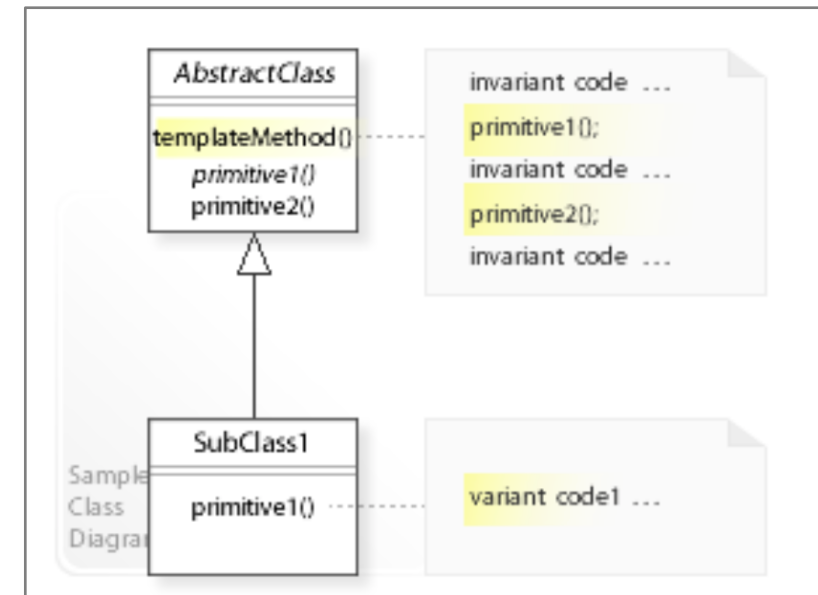 AbstractClass
templateMethod()
primitive1()
primitive2()
invariant code ...
primitive1();
invariant code ...
primitive2();
invariant code ...
SubClass1
primitive1()
variant code1 ...
Sample
Class